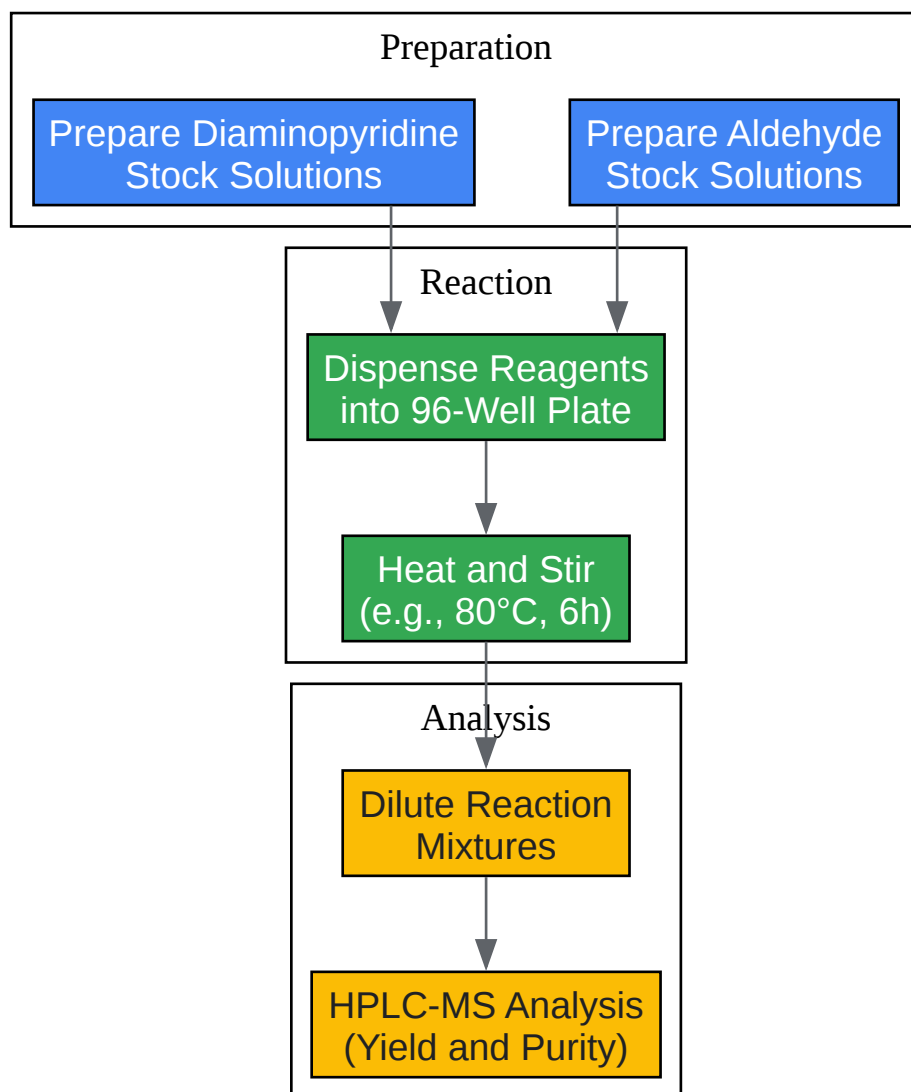 Preparation
Prepare Diaminopyridine
Stock Solutions
Prepare Aldehyde
Stock Solutions
Reaction
Dispense Reagents
into 96-Well Plate
Heat and Stir
(e.g., 80°C, 6h)
Analysis
Dilute Reaction
Mixtures
HPLC-MS Analysis
(Yield and Purity)